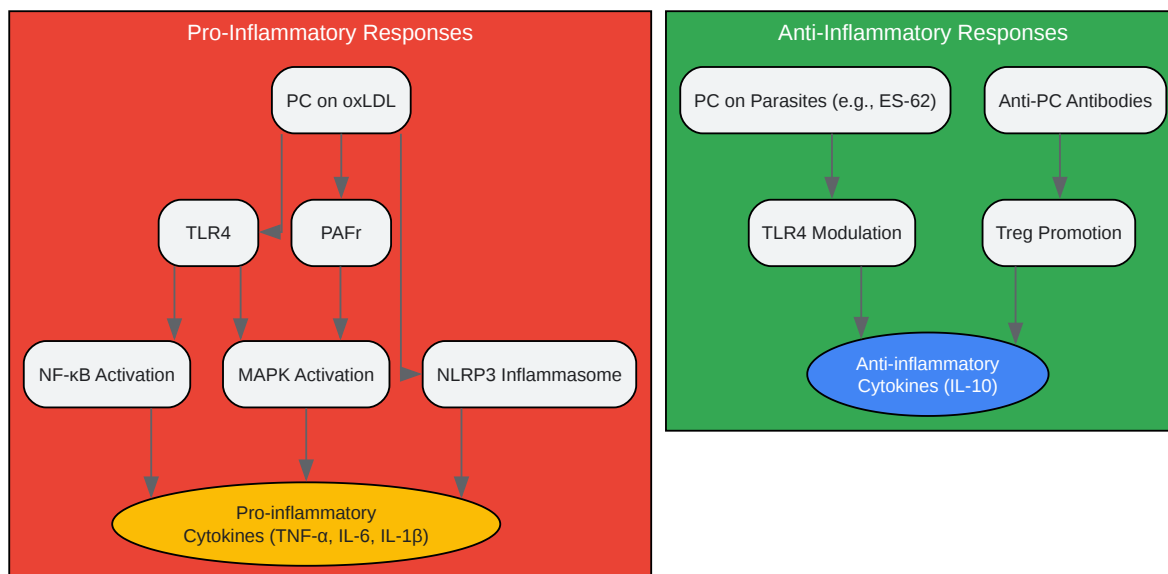 Pro-Inflammatory Responses
PC on oxLDL
TLR4
PAFr
NF-κB Activation
MAPK Activation
NLRP3 Inflammasome
Pro-inflammatory
Cytokines (TNF-α, IL-6, IL-1β)
Anti-Inflammatory Responses
PC on Parasites (e.g., ES-62)
Anti-PC Antibodies
TLR4 Modulation
Treg Promotion
Anti-inflammatory
Cytokines (IL-10)